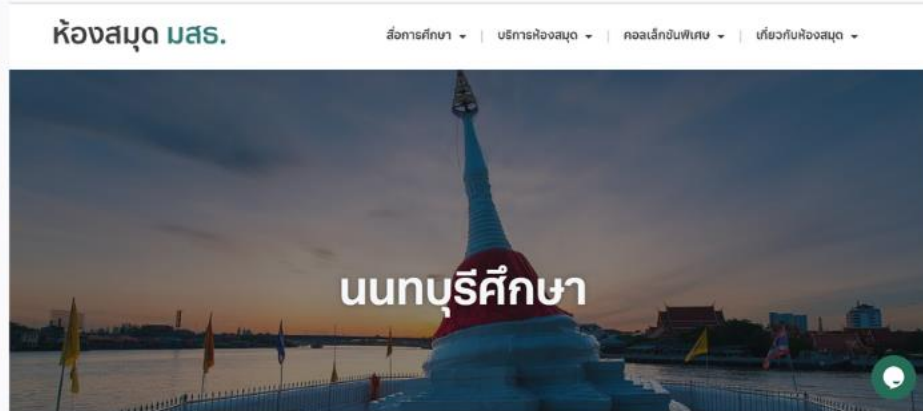 ห้องสมุด มสธ.
สื่อการศึกษา | บริการห้องสมุด | คอลเล็กชันพิเศษ | เกี่ยวกับห้องสมุด
นนทบุรีศึกษา